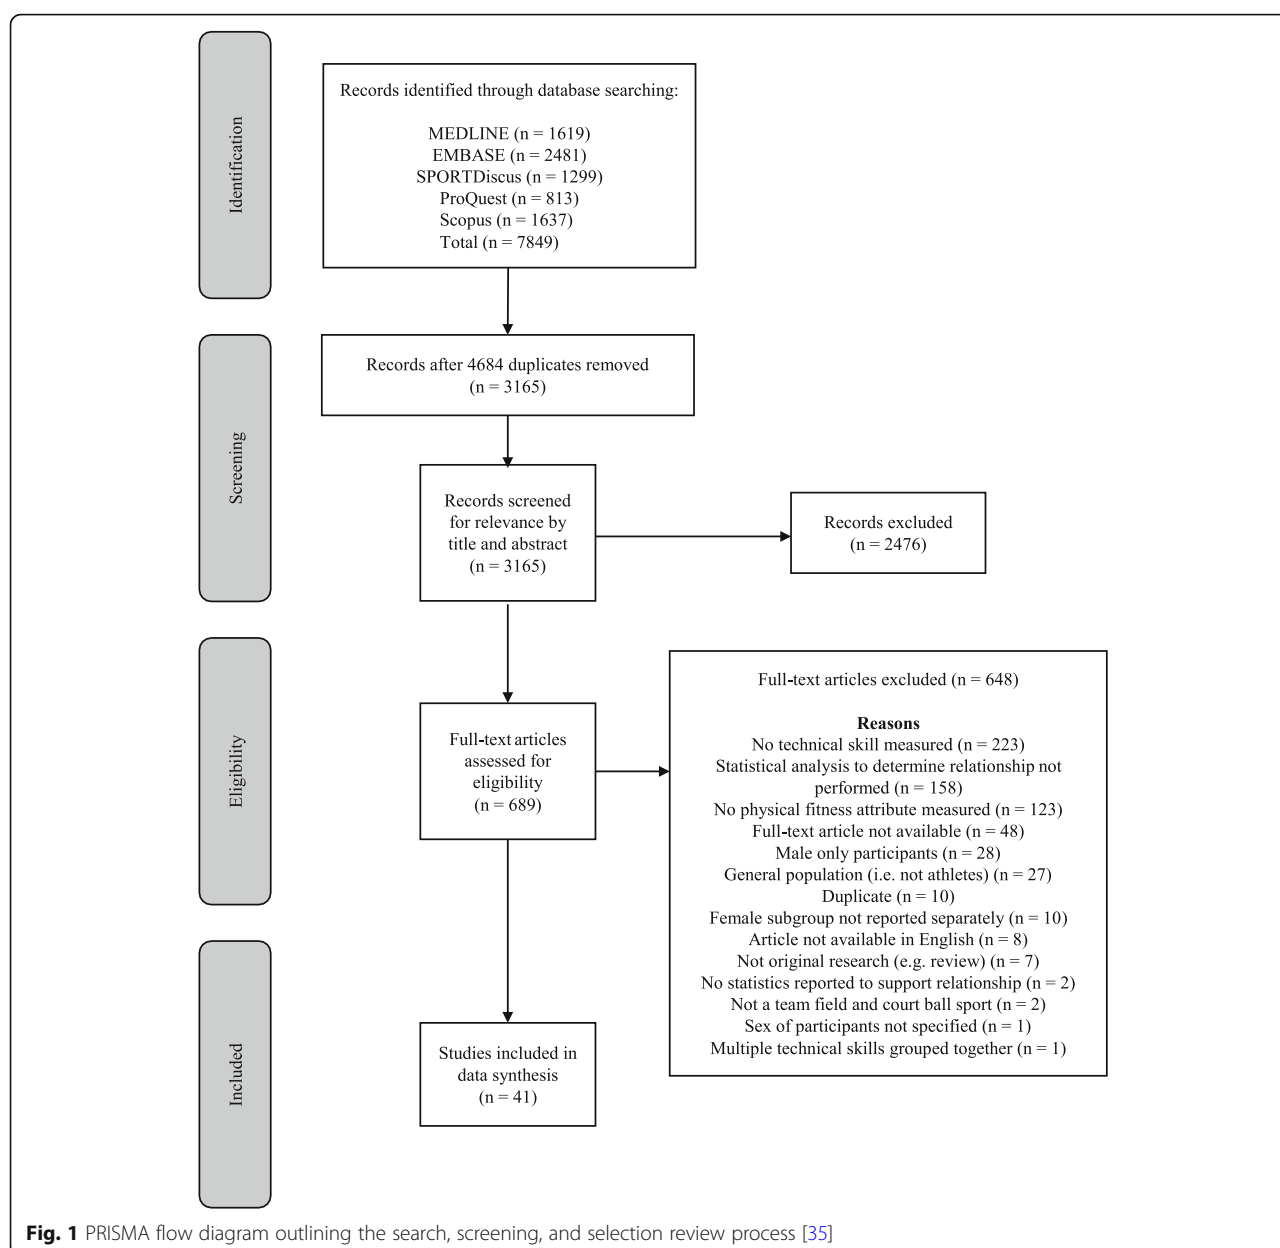 Identification
Records identified through database searching:
MEDLINE (n = 1619)
EMBASE (n = 2481)
SPORTDiscus (n = 1299)
ProQuest (n = 813)
Scopus (n = 1637)
Total (n = 7849)
Screening
Records after 4684 duplicates removed
(n = 3165)
Records screened
for relevance by
title and abstract
(n = 3165)
Records excluded
(n = 2476)
Eligibility
Full-text articles
assessed for
eligibility
(n = 689)
Full-text articles excluded (n = 648)
Reasons
No technical skill measured (n = 223)
Statistical analysis to determine relationship not
performed (n = 158)
No physical fitness attribute measured (n = 123)
Full-text article not available (n = 48)
Male only participants (n = 28)
General population (i.e. not athletes) (n = 27)
Duplicate (n = 10)
Female subgroup not reported separately (n = 10)
Article not available in English (n = 8)
Not original research (e.g. review) (n = 7)
No statistics reported to support relationship (n = 2)
Not a team field and court ball sport (n = 2)
Sex of participants not specified (n = 1)
Multiple technical skills grouped together (n = 1)
Included
Studies included in
data synthesis
(n = 41)
Fig. 1 PRISMA flow diagram outlining the search, screening, and selection review process [35]